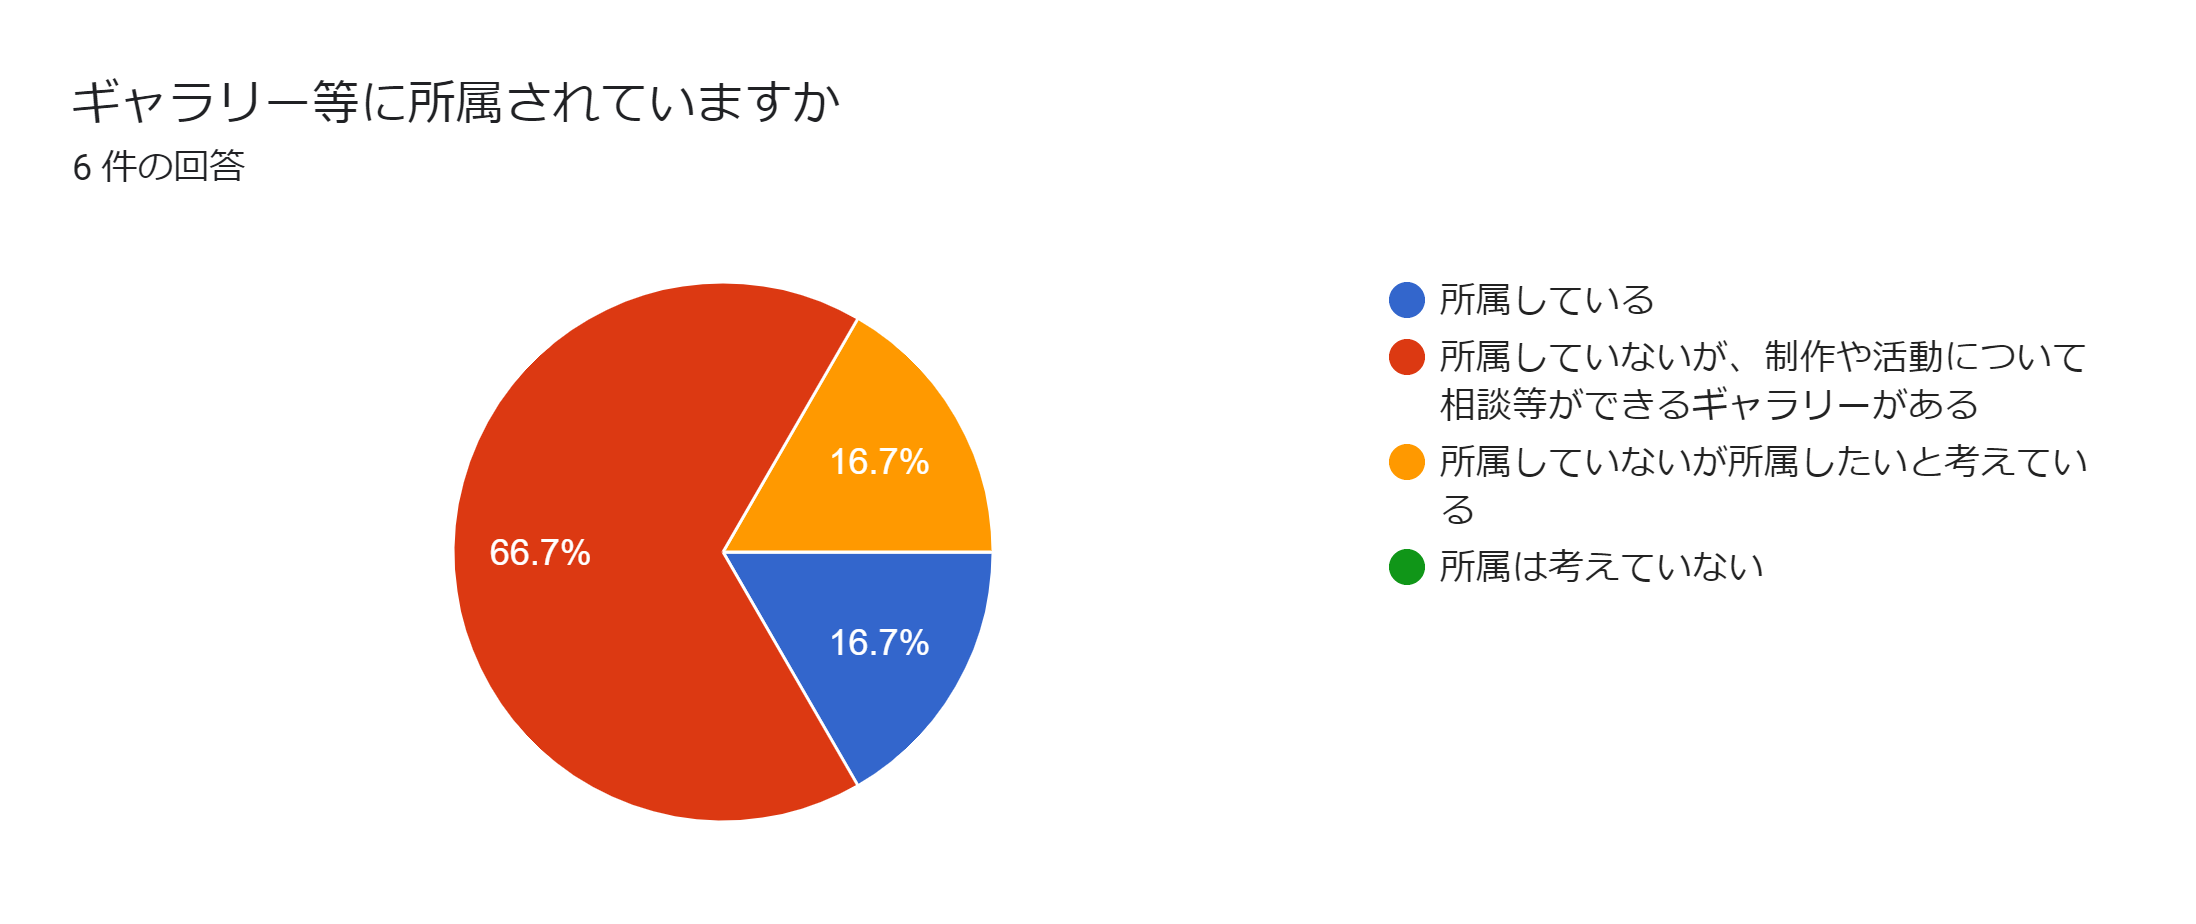 ギャラリー等に所属されていますか
6 件の回答
所属している
所属していないが、制作や活動について
相談等ができるギャラリーがある
所属していないが所属したいと考えてい
る
所属は考えていない
16.7%
66.7%
16.7%